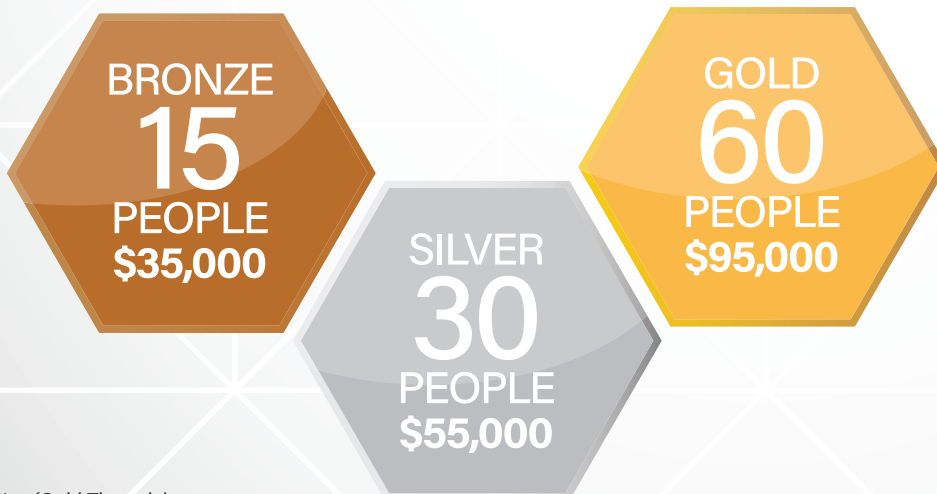 BRONZE
15
PEOPLE
$35,000
GOLD
60
PEOPLE
$95,000
SILVER
30
PEOPLE
$55,000